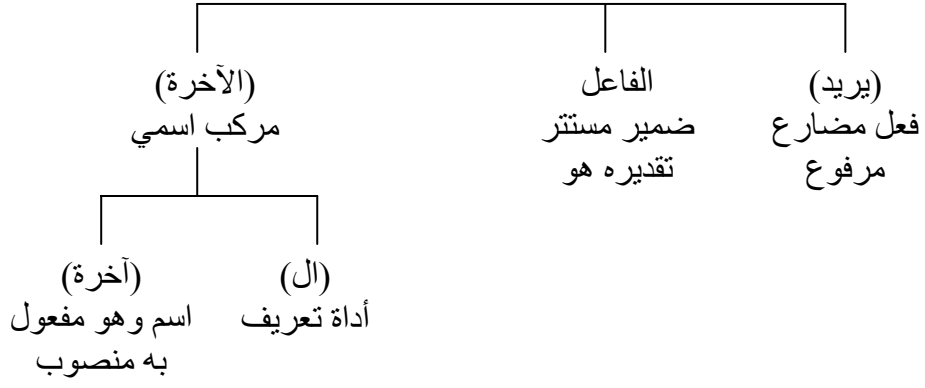 (يريد)
فعل مضارع
مرفوع
الفاعل
ضمير مستتر
تقديره هو
(الآخرة)
مركب اسمي
(ال)
أداة تعريف
(آخرة)
اسم وهو مفعول
به منصوب